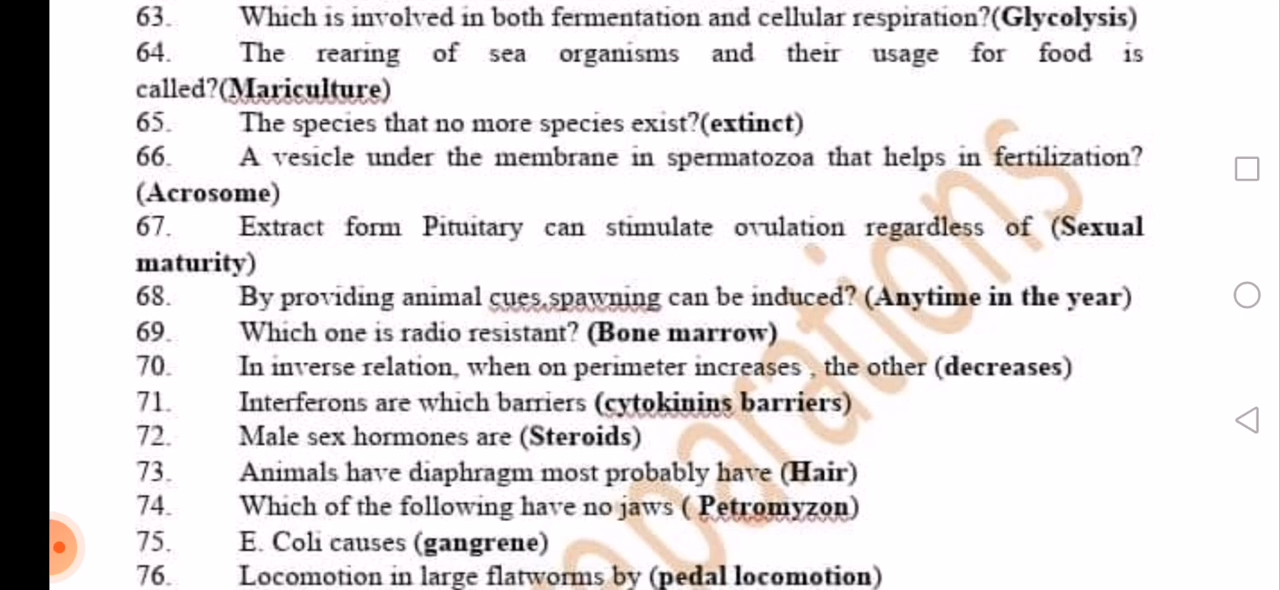 63. Which is involved in both fermentation and cellular respiration?(Glycolysis)
64. The rearing of sea organisms and their usage for food is
called?(Mariculture)
65. The species that no more species exist?(extinct)
66. A vesicle under the membrane in spermatozoa that helps in fertilization?
(Acrosome)
67. Extract form Pituitary can stimulate ovulation regardless of (Sexual
maturity)
68. By providing animal cues,spawning can be induced? (Anytime in the year)
69. Which one is radio resistant? (Bone marrow)
70. In inverse relation, when on perimeter increases , the other (decreases)
71. Interferons are which barriers (cytokinins barriers)
72. Male sex hormones are (Steroids)
73. Animals have diaphragm most probably have (Hair)
74. Which of the following have no jaws ( Petromyzon)
75. E. Coli causes (gangrene)
76. Locomotion in large flatworms by (pedal locomotion)